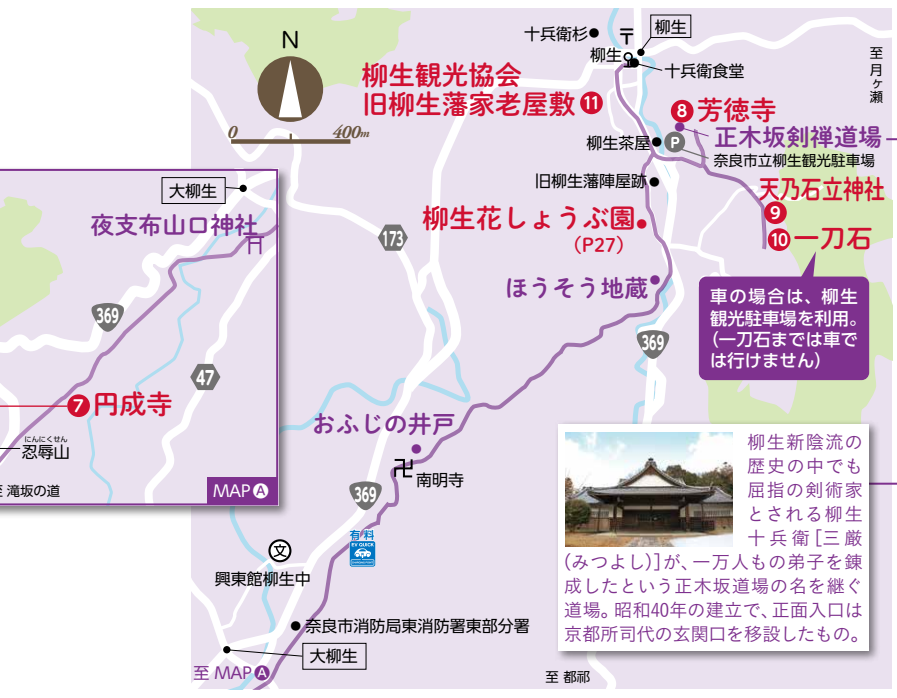 N
0 400m
十兵衛杉
〒
柳生
柳生
十兵衛食堂
至月ヶ瀬
柳生観光協会
旧柳生藩家老屋敷 11
8 芳徳寺
正木坂剣禅道場
柳生茶屋
P
奈良市立柳生観光駐車場
旧柳生藩陣屋跡
天乃石立神社
9
10 一刀石
柳生花しょうぶ園
(P27)
車の場合は、柳生
観光駐車場を利用。
(一刀石までは車で
は行けません)
ほうそう地蔵
173
369
大柳生
夜支布山口神社
369
47
7 円成寺
にんにくせん
忍辱山
至 滝坂の道
MAP A
おふじの井戸
卍
南明寺
369
有料
EV QUICK
文
興東館柳生中
奈良市消防局東消防署東部分署
大柳生
至 MAP A
至 都祁
柳生新陰流の
歴史の中でも
屈指の剣術家
とされる柳生
十兵衛[三厳
(みつよし)]が、一万人もの弟子を錬
成したという正木坂道場の名を継ぐ
道場。昭和40年の建立で、正面入口は
京都所司代の玄関口を移設したもの。